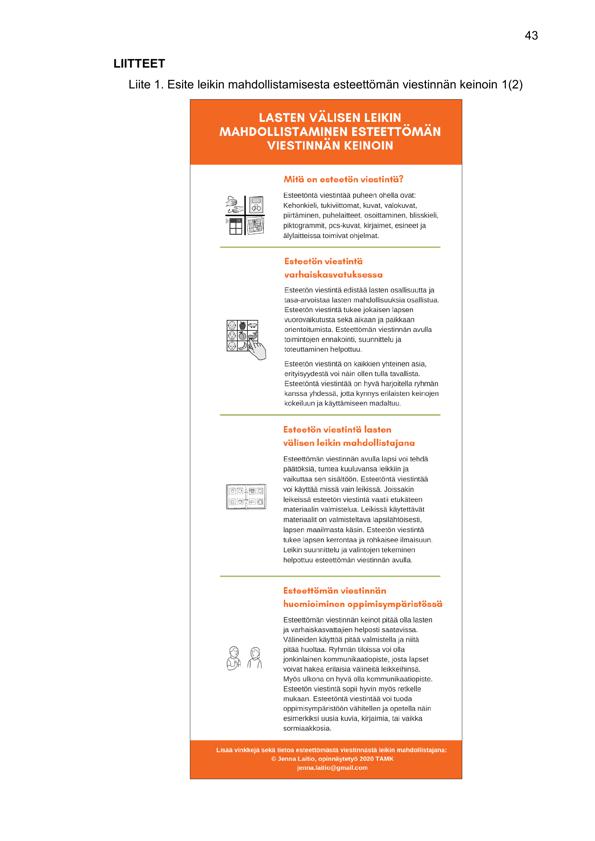 43
LIITTEET
Liite 1. Esite leikin mahdollistamisesta esteettömän viestinnän keinoin 1(2)
LASTEN VÄLISEN LEIKIN
MAHDOLLISTAMINEN ESTEETTÖMÄN
VIESTINNÄN KEINOIN
Mitä on esteetön viestintä?
Esteetöntä viestintää puheen ohella ovat:
Kehonkieli, tukiviittomat, kuvat, valokuvat,
piirtäminen, puhelaitteet, osoittaminen, blisskieli,
piktogrammit, pcs-kuvat, kirjaimet, esineet ja
älylaitteissa toimivat ohjelmat.
Esteetön viestintä
varhaiskasvatuksessa
Esteetön viestintä edistää lasten osallisuutta ja
tasa-arvoistaa lasten mahdollisuuksia osallistua.
Esteetön viestintä tukee jokaisen lapsen
vuorovaikutusta sekä aikaan ja paikkaan
orientoitumista. Esteettömän viestinnän avulla
toimintojen ennakointi, suunnittelu ja
toteuttaminen helpottuu.
Esteetön viestintä on kaikkien yhteinen asia,
erityisyydestä voi näin ollen tulla tavallista.
Esteetöntä viestintää on hyvä harjoitella ryhmän
kanssa yhdessä, jotta kynnys erilaisten keinojen
kokeiluun ja käyttämiseen madaltuu.
Esteetön viestintä lasten
välisen leikin mahdollistajana
Esteettömän viestinnän avulla lapsi voi tehdä
päätöksiä, tuntea kuuluvansa leikkiin ja
vaikuttaa sen sisältöön. Esteetöntä viestintää
voi käyttää missä vain leikissä. Joissakin
leikeissä esteetön viestintä vaatii etukäteen
materiaalin valmistelua. Leikissä käytettävät
materiaalit on valmisteltava lapsilähtöisesti,
lapsen maailmasta käsin. Esteetön viestintä
tukee lapsen kerrontaa ja rohkaisee ilmaisuun.
Leikin suunnittelu ja valintojen tekeminen
helpottuu esteettömän viestinnän avulla.
Esteettömän viestinnän
huomioiminen oppimisympäristössä
Esteettömän viestinnän keinot pitää olla lasten
ja varhaiskasvattajien helposti saatavissa.
Välineiden käyttöä pitää valmistella ja niitä
pitää huoltaa. Ryhmän tiloissa voi olla
jonkinlainen kommunikaatiopiste, josta lapset
voivat hakea erilaisia välineitä leikkeihinsä.
Myös ulkona on hyvä olla kommunikaatiopiste.
Esteetön viestintä sopii hyvin myös retkelle
mukaan. Esteetöntä viestintää voi tuoda
oppimisympäristöön vähitellen ja opetella näin
esimerkiksi uusia kuvia, kirjaimia, tai vaikka
sormiaakkosia.
Lisää vinkkejä sekä tietoa esteettömästä viestinnästä leikin mahdollistajana:
© Jenna Laitio, opinnäytetyö 2020 TAMK
jenna.laitio@gmail.com